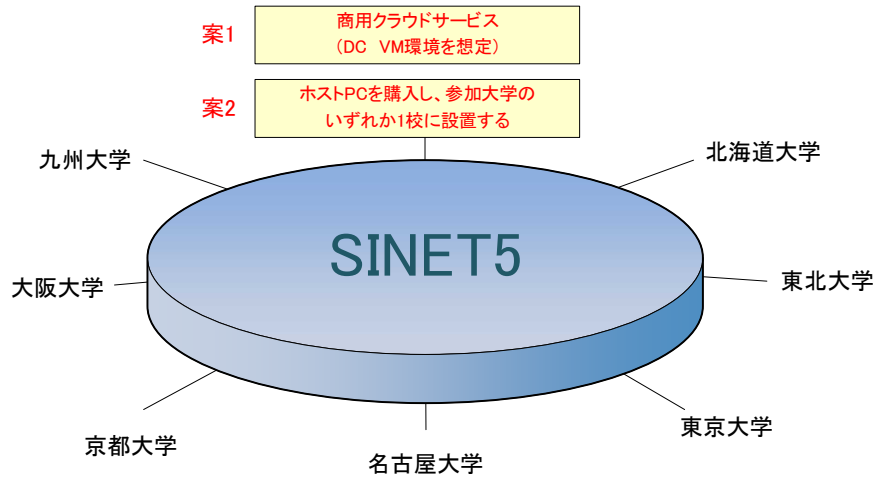 案1
商用クラウドサービス
(DC VM環境を想定)
案2
ホストPCを購入し、参加大学の
いずれか1校に設置する
九州大学
北海道大学
SINET5
大阪大学
東北大学
京都大学
名古屋大学
東京大学